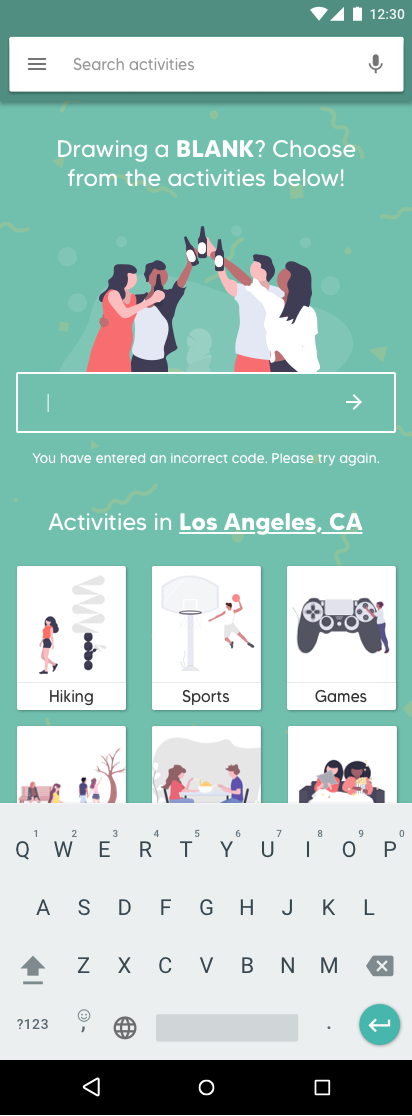 12:30
Search activities
Drawing a BLANK? Choose
from the activities below!
You have entered an incorrect code. Please try again.
Activities in Los Angeles, CA
Hiking Sports Games
1 2 3 4 5 6 7 8 9 0
Q W E R T Y U I O P
A S D F G H J K L
Z X C V B N M
?123 , .